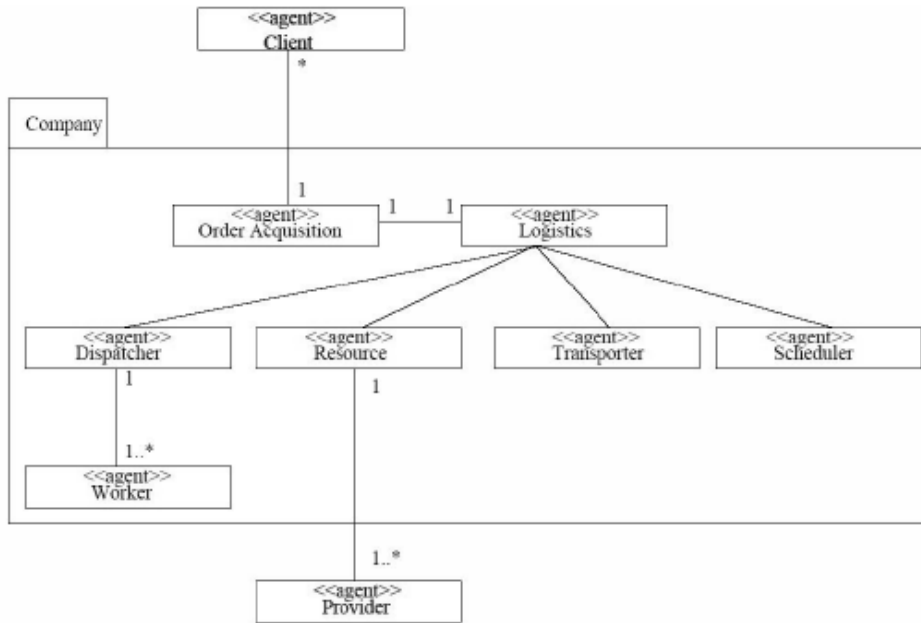 <<agent>>
Client
*
Company
1
<<agent>>
Order Acquisition
1
1
<<agent>>
Logistics
<<agent>>
Dispatcher
<<agent>>
Resource
<<agent>>
Transporter
<<agent>>
Scheduler
1
1
1..*
<<agent>>
Worker
1..*
<<agent>>
Provider